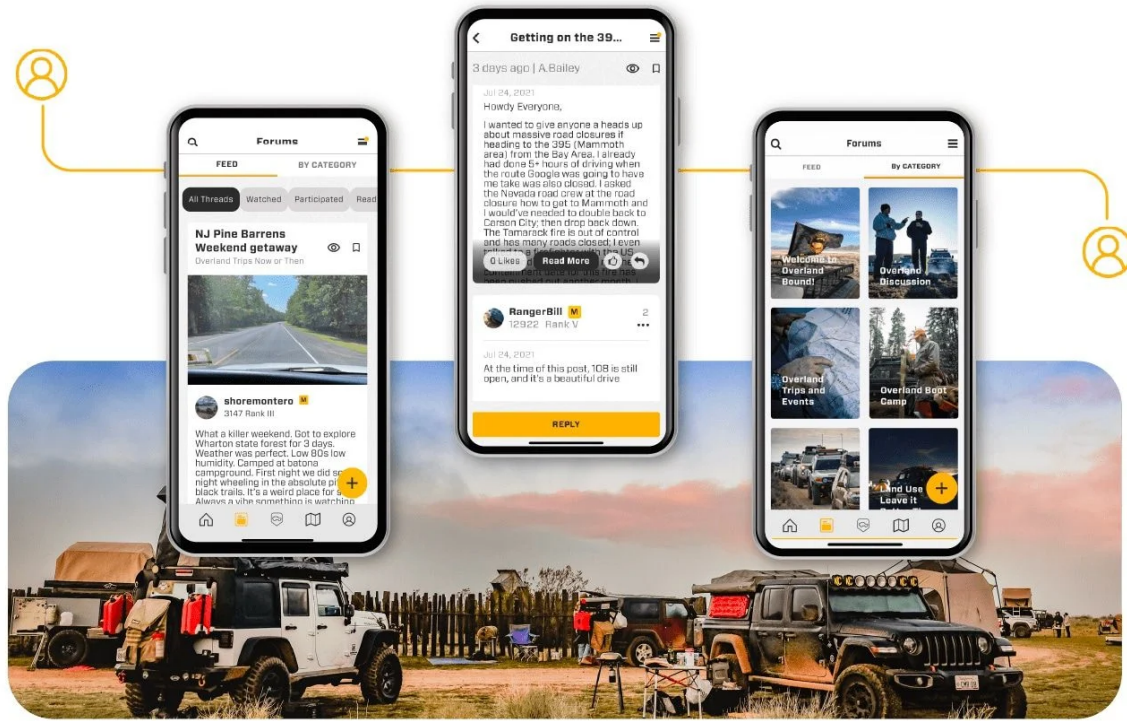 Forums
FEED
BY CATEGORY
All Threads
Watched
Participated
Read
NJ Pine Barrens
Weekend getaway
Overland Trips Now or Then
shoremontero M
3147 Rank III
What a killer weekend. Got to explore
Wharton state forest for 3 days.
Weather was perfect. Low 80s low
humidity. Camped at batona
campground. First night we did
night wheeling in the absolute
black trails. It's a weird place for
Always a vibe something is watching
Getting on the 39...
3 days ago | A.Bailey
Jul 24, 2021
Howdy Everyone,
I wanted to give anyone a heads up
about massive road closures if
heading to the 395 (Mammoth
area) from the Bay Area. I already
had done 5+ hours of driving when
the route Google was going to have
me take was also closed. I asked
the Nevada road crew at the road
closure how to get to Mammoth and
I would've needed to double back to
Carson City; then drop back down.
The Tamarack fire is out of control
and has many roads closed; I even
0 Likes
Read More
RangerBill M
2
12922 Rank V
Jul 24, 2021
At the time of this post, 108 is still
open, and it's a beautiful drive
REPLY
Forums
FEED
By CATEGORY
Welcome to
Overland
Bound!
Overland
Discussion
Overland
Trips and
Events
Overland Boot
Camp
Land Use
Leave it